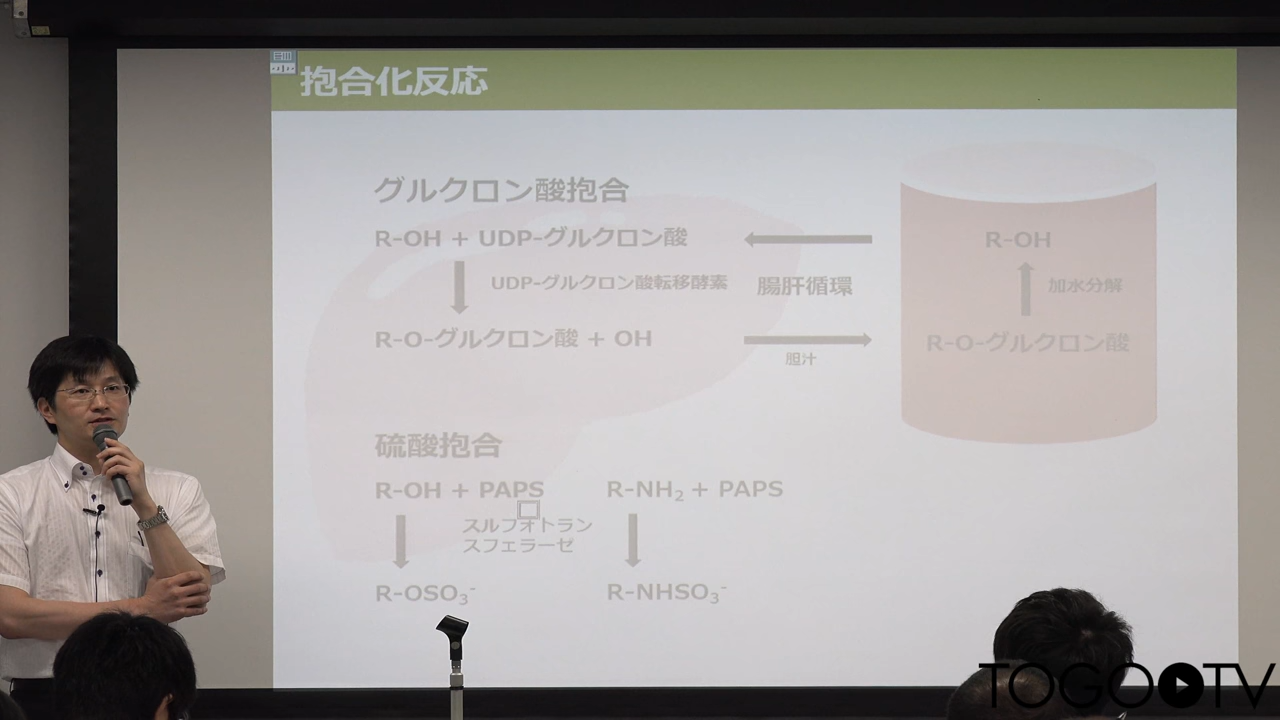 抱合化反応
グルクロン酸抱合
R-OH + UDP-グルクロン酸
UDP-グルクロン酸転移酵素
腸肝循環
R-OH
加水分解
R-O-グルクロン酸 + OH
胆汁
R-O-グルクロン酸
硫酸抱合
R-OH + PAPS
R-NH₂ + PAPS
スルフォトラン
スフェラーゼ
R-OSO₃⁻
R-NHSO₃⁻
TOGO TV